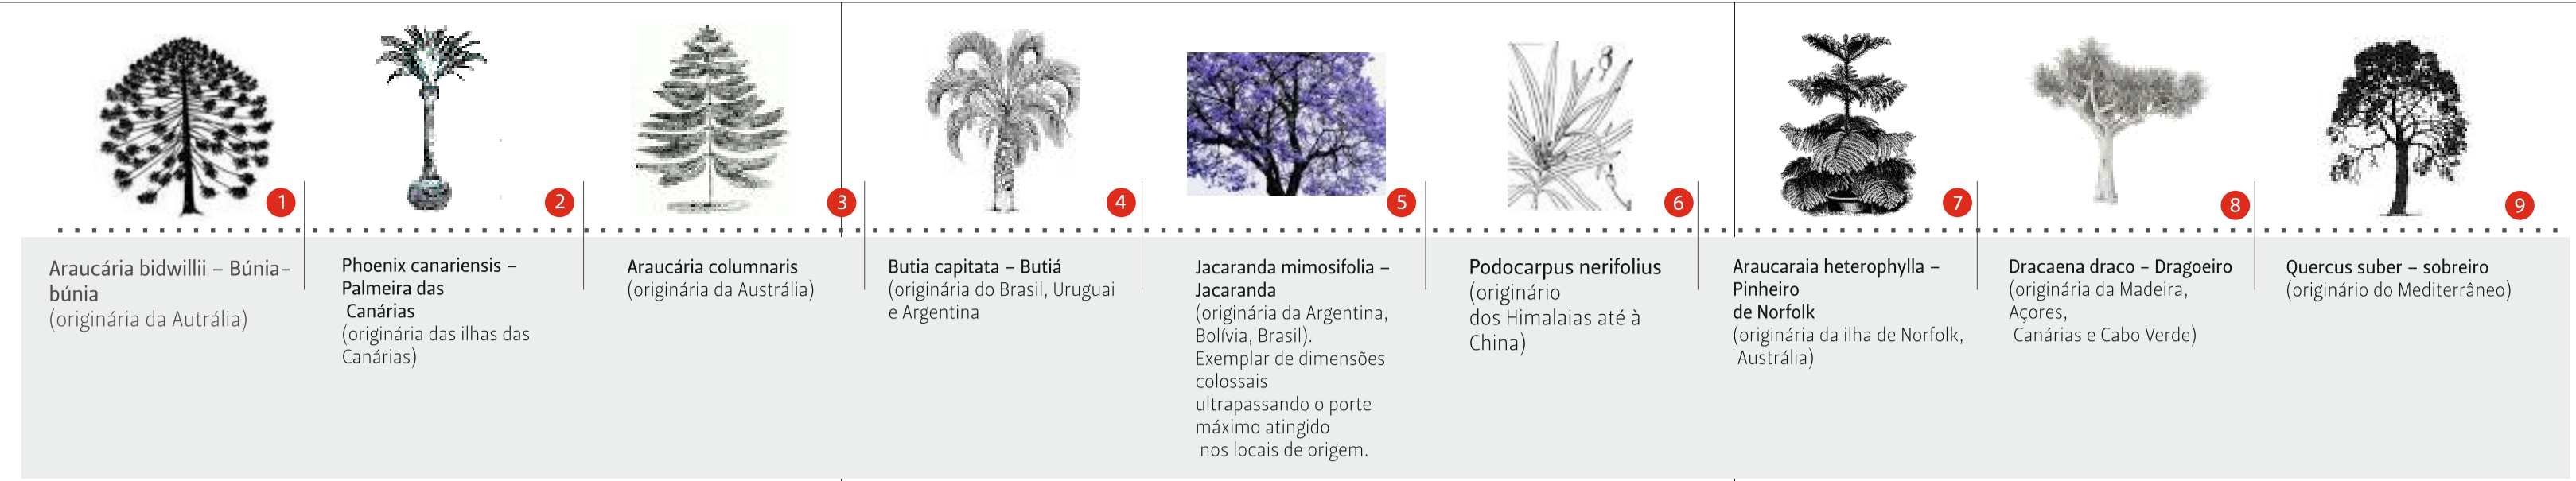 1
2
3
4
5
6
7
8
9
Araucária bidwillii – Búnia–
búnia
(originária da Autrália)
Phoenix canariensis –
Palmeira das
Canárias
(originária das ilhas das
Canárias)
Araucária columnaris
(originária da Austrália)
Butia capitata – Butiá
(originária do Brasil, Uruguai
e Argentina
Jacaranda mimosifolia –
Jacaranda
(originária da Argentina,
Bolívia, Brasil).
Exemplar de dimensões
colossais
ultrapassando o porte
máximo atingido
nos locais de origem.
Podocarpus nerifolius
(originário
dos Himalaias até à
China)
Araucaraia heterophylla –
Pinheiro
de Norfolk
(originária da ilha de Norfolk,
Austrália)
Dracaena draco – Dragoeiro
(originária da Madeira,
Açores,
Canárias e Cabo Verde)
Quercus suber – sobreiro
(originário do Mediterrâneo)